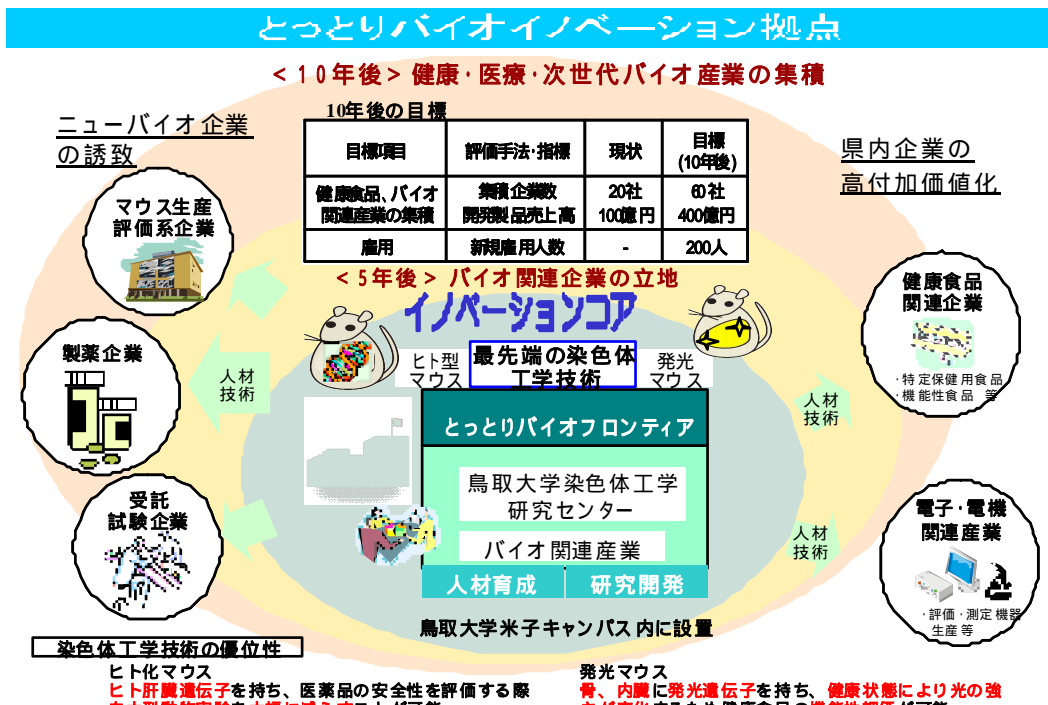 とっとりバイオイノベーション拠点
<10年後>健康・医療・次世代バイオ産業の集積
10年後の目標
目標項目 評価手法・指標 現状 目標(10年後)
健康食品、バイオ関連産業の集積 集積企業数 20社 60社
開発製品売上高 100億円 400億円
雇用 新規雇用人数 - 200人
ニューバイオ企業
の誘致
マウス生産
評価系企業
製薬企業
受託
試験企業
人材
技術
県内企業の
高付加価値化
健康食品
関連企業
・特定保健用食品
・機能性食品 等
人材
技術
電子・電機
関連産業
・評価・測定機器
生産等
人材
技術
<5年後>バイオ関連企業の立地
イノベーションコア
ヒト型
マウス
最先端の染色体
工学技術
発光
マウス
とっとりバイオフロンティア
鳥取大学染色体工学
研究センター
バイオ関連産業
人材育成 研究開発
鳥取大学米子キャンパス内に設置
染色体工学技術の優位性
ヒト化マウス
ヒト肝臓遺伝子を持ち、医薬品の安全性を評価する際
発光マウス
骨、内臓に発光遺伝子を持ち、健康状態により光の強